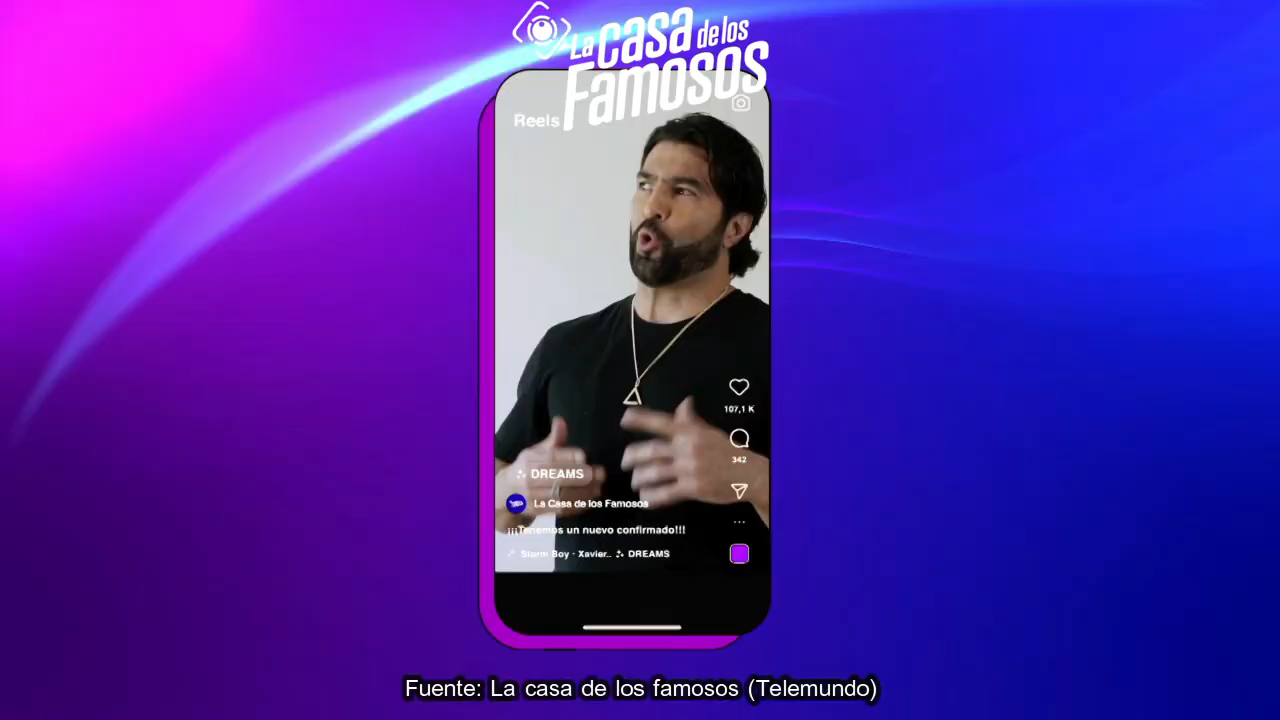 La casa de los
Famosos
Reels
107,1 K
342
DREAMS
La Casa de los Famosos
¡¡¡Tenemos un nuevo confirmado!!!
Storm Boy - Xavier.. DREAMS
Fuente: La casa de los famosos (Telemundo)